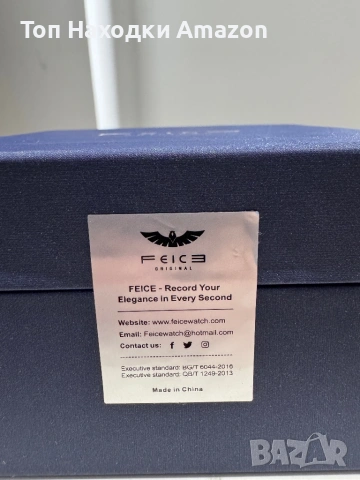 Топ Находки Amazon
FEICE
ORIGINAL
FEICE - Record Your
Elegance in Every Second
Website: www.feicewatch.com
Email: Feicewatch@hotmail.com
Contact us:
Executive standard: BG/T 6044-2016
Executive standard: QB/T 1249-2013
Made in China
BAZAR